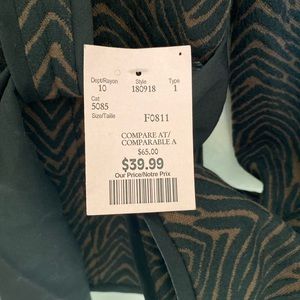 Dept/Rayon Style Type
10 180918 1
Cat
5085
Size/Taille F0811
COMPARE AT/
COMPARABLE A
$65.00
$39.99
Our Price/Notre Prix